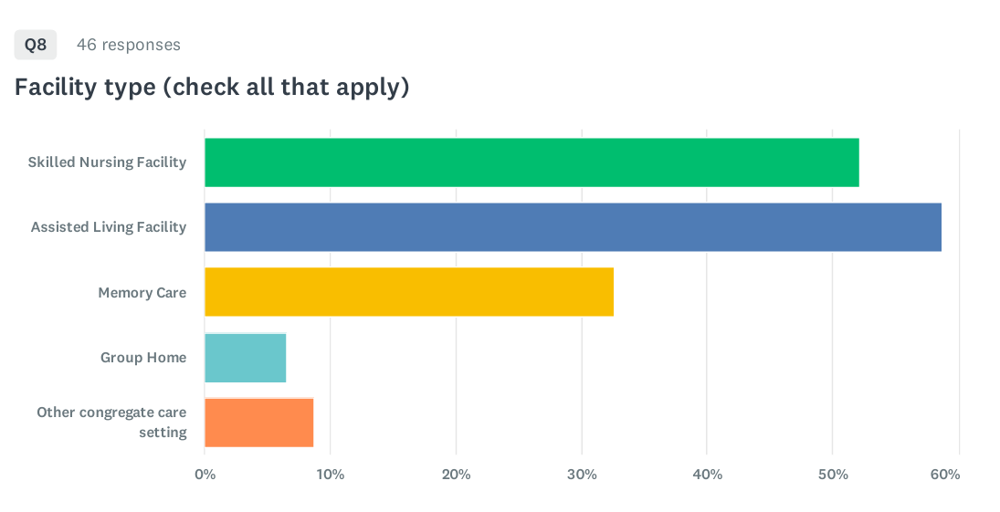 Q8 46 responses
Facility type (check all that apply)
Skilled Nursing Facility
Assisted Living Facility
Memory Care
Group Home
Other congregate care
setting
0% 10% 20% 30% 40% 50% 60%